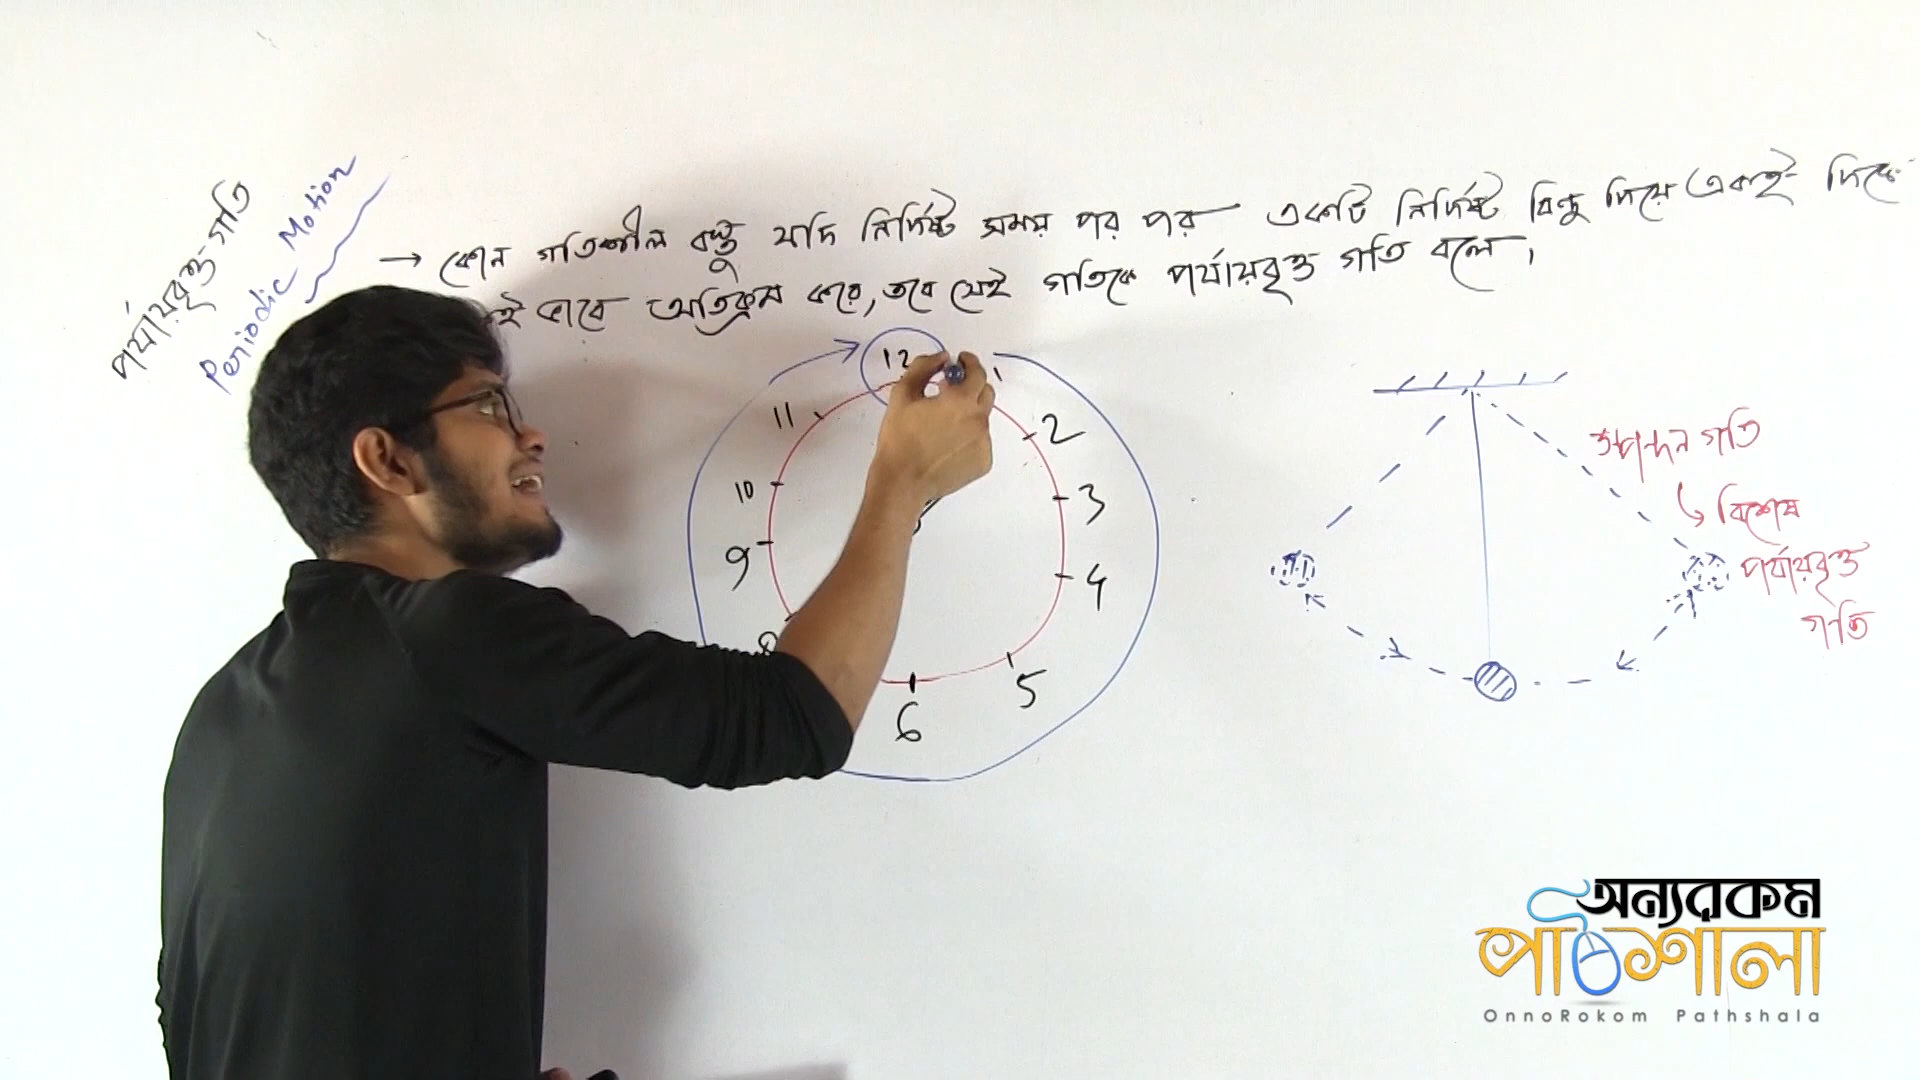 পর্যায়বৃত্ত গতি
Periodic Motion
→ কোন গতিশীল বস্তু যদি নির্দিষ্ট সময় পর পর একটি নির্দিষ্ট বিন্দু দিয়ে একই দিকে
একই ভাবে অতিক্রম করে, তবে সেই গতিকে পর্যায়বৃত্ত গতি বলে।
12
1
2
3
4
5
6
8
9
10
11
স্পন্দন গতি
↳ বিশেষ
পর্যায়বৃত্ত
গতি
অন্যরকম
পাঠশালা
OnnoRokom Pathshala